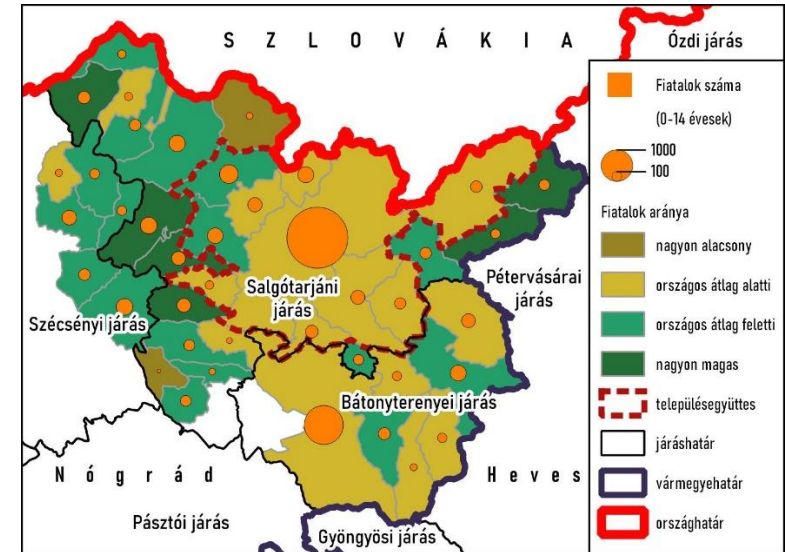 S Z L O V Á K I A
Ózdi járás
Salgótarjáni
járás
Pétervásárai
járás
Szécsényi járás
Bátonyterenyei járás
N ó g r á d
H e v e s
Pásztói járás
Gyöngyösi járás
Fiatalok száma
(0-14 évesek)
1000
100
Fiatalok aránya
nagyon alacsony
országos átlag alatti
országos átlag feletti
nagyon magas
településegyüttes
járáshatár
vármegyehatár
országhatár